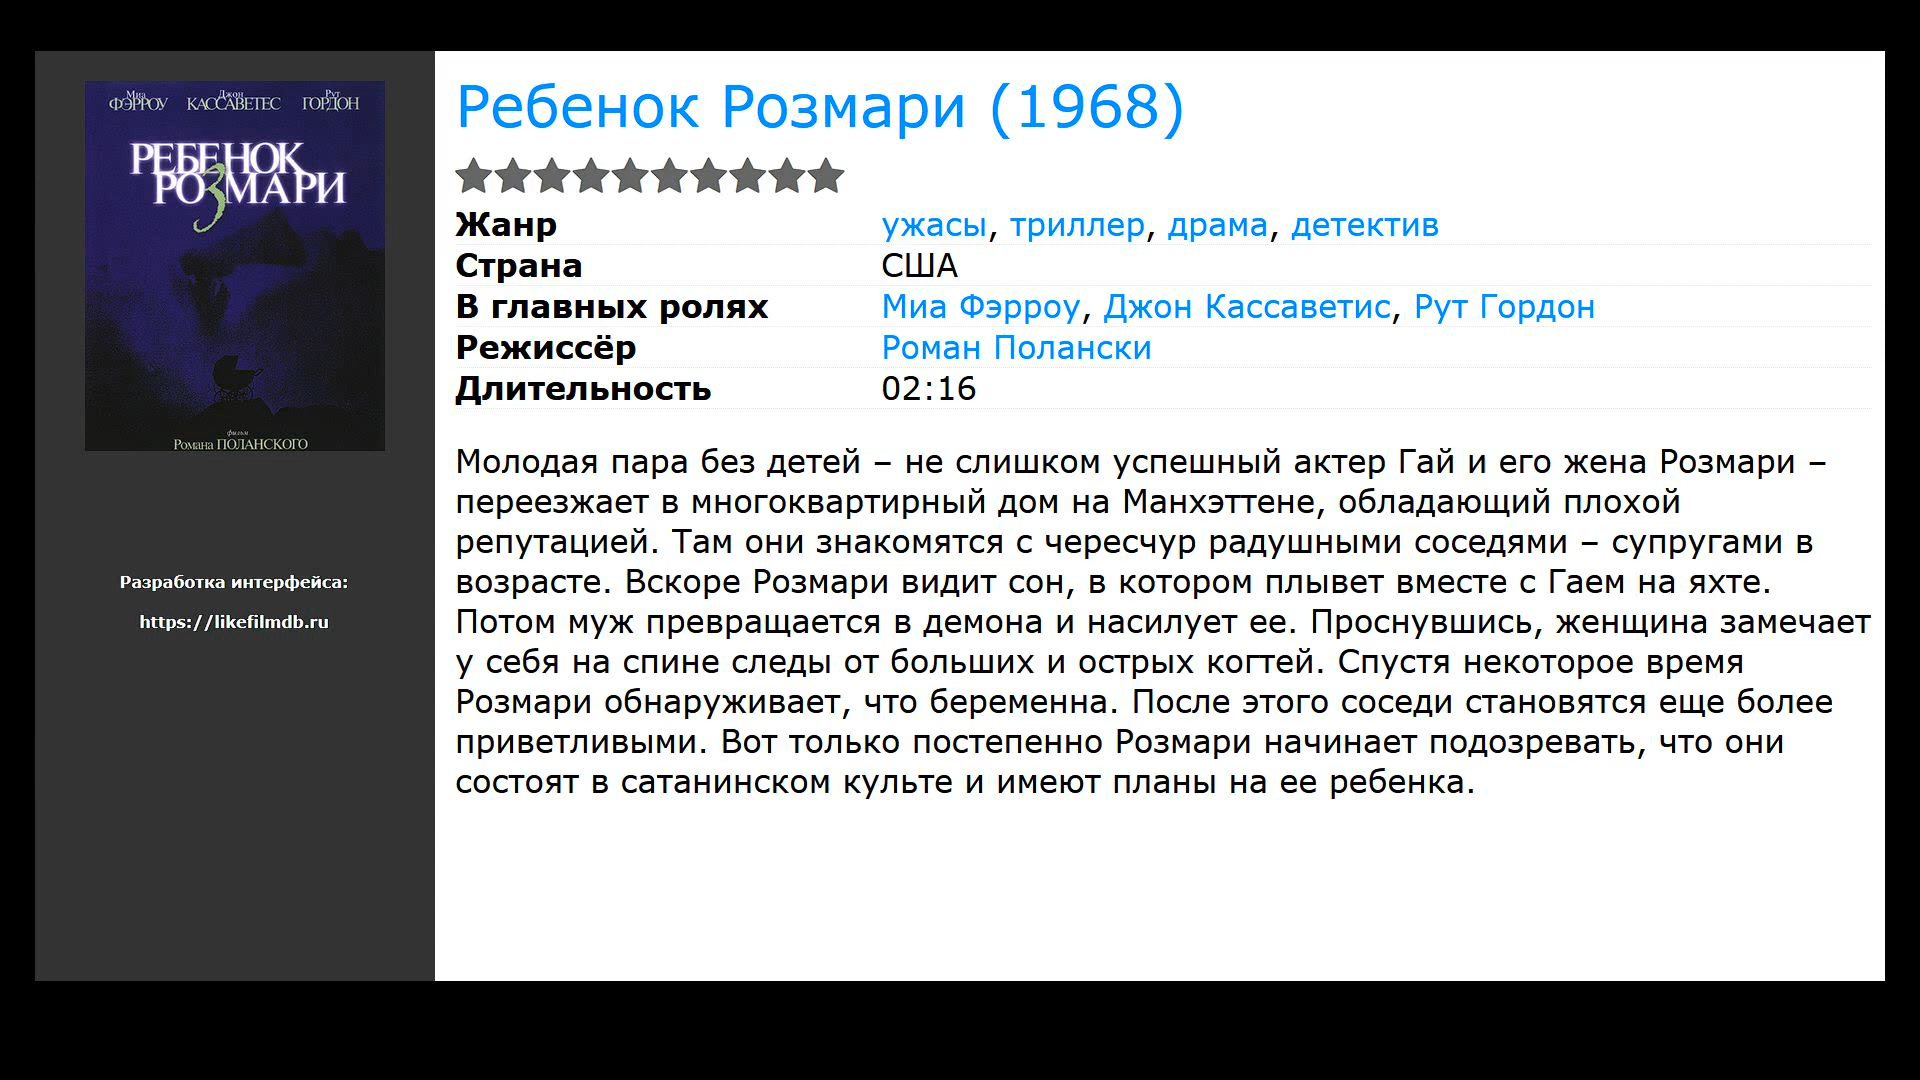 Миа Джон Рут
ФЭРРОУ КАССАВЕТЕС ГОРДОН
РЕБЕНОК
РОЗМАРИ
фильм
Романа ПОЛАНСКОГО
Разработка интерфейса:
https://likefilmdb.ru
Ребенок Розмари (1968)
Жанр ужасы, триллер, драма, детектив
Страна США
В главных ролях Миа Фэрроу, Джон Кассаветис, Рут Гордон
Режиссёр Роман Полански
Длительность 02:16
Молодая пара без детей – не слишком успешный актер Гай и его жена Розмари –
переезжает в многоквартирный дом на Манхэттене, обладающий плохой
репутацией. Там они знакомятся с чересчур радушными соседями – супругами в
возрасте. Вскоре Розмари видит сон, в котором плывет вместе с Гаем на яхте.
Потом муж превращается в демона и насилует ее. Проснувшись, женщина замечает
у себя на спине следы от больших и острых когтей. Спустя некоторое время
Розмари обнаруживает, что беременна. После этого соседи становятся еще более
приветливыми. Вот только постепенно Розмари начинает подозревать, что они
состоят в сатанинском культе и имеют планы на ее ребенка.